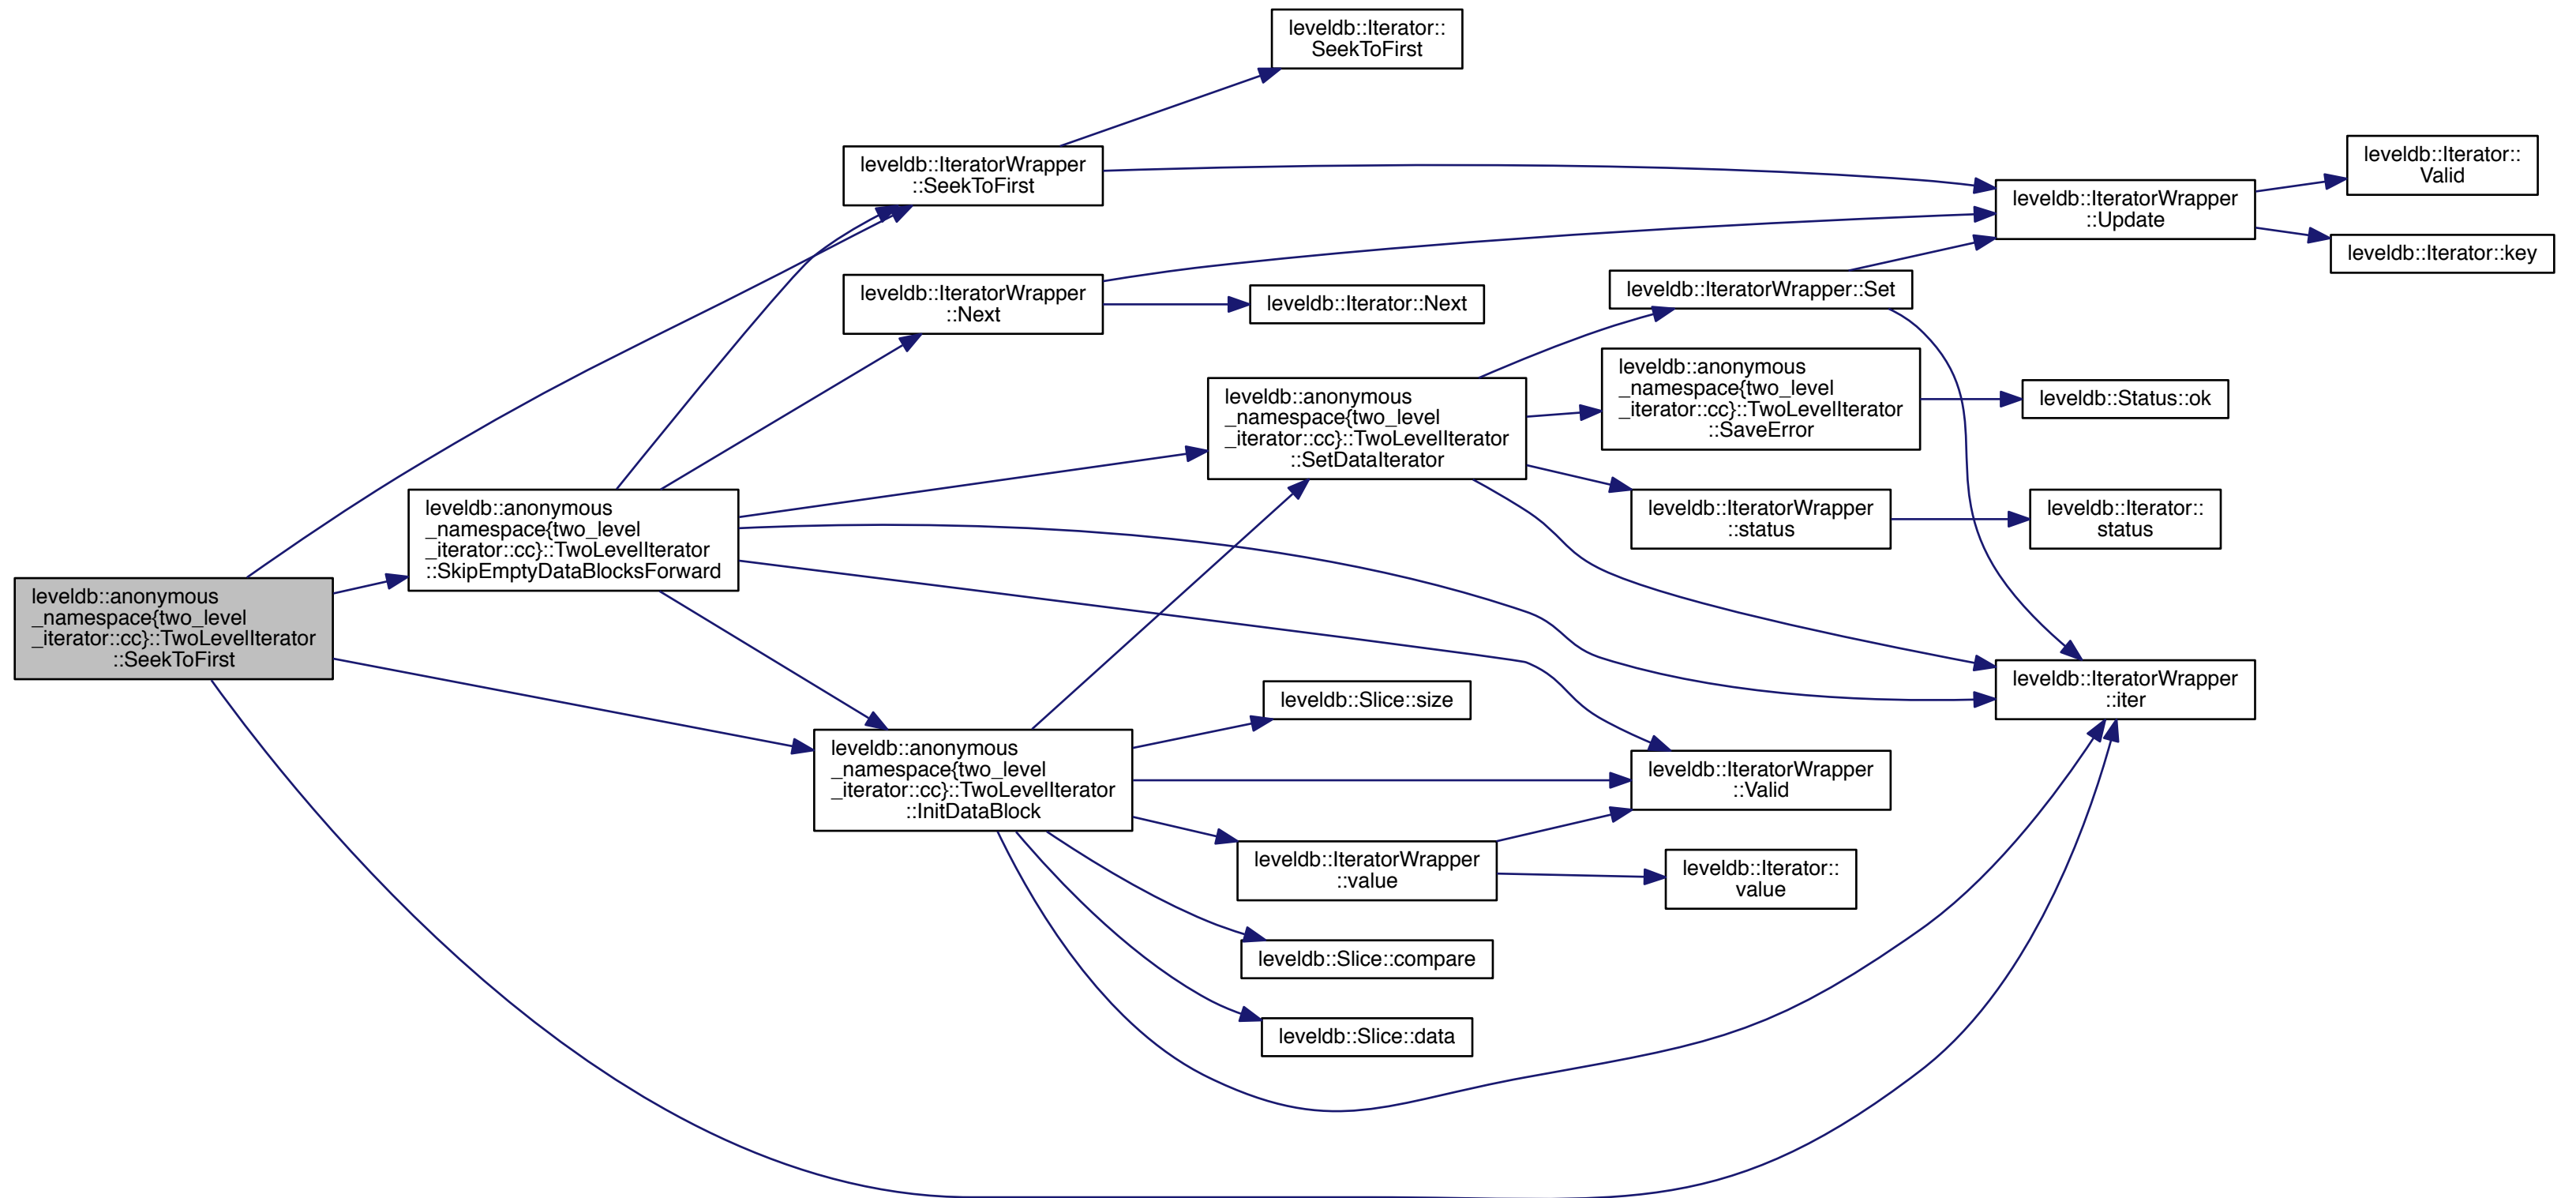 leveldb::Iterator::
SeekToFirst
leveldb::IteratorWrapper
::SeekToFirst
leveldb::Iterator::
Valid
leveldb::IteratorWrapper
::Update
leveldb::Iterator::key
leveldb::IteratorWrapper
::Next
leveldb::Iterator::Next
leveldb::IteratorWrapper::Set
leveldb::anonymous
_namespace{two_level
_iterator::cc}::TwoLevelIterator
::SaveError
leveldb::Status::ok
leveldb::anonymous
_namespace{two_level
_iterator::cc}::TwoLevelIterator
::SetDataIterator
leveldb::anonymous
_namespace{two_level
_iterator::cc}::TwoLevelIterator
::SkipEmptyDataBlocksForward
leveldb::IteratorWrapper
::status
leveldb::Iterator::
status
leveldb::anonymous
_namespace{two_level
_iterator::cc}::TwoLevelIterator
::SeekToFirst
leveldb::IteratorWrapper
::iter
leveldb::Slice::size
leveldb::anonymous
_namespace{two_level
_iterator::cc}::TwoLevelIterator
::InitDataBlock
leveldb::IteratorWrapper
::Valid
leveldb::IteratorWrapper
::value
leveldb::Iterator::
value
leveldb::Slice::compare
leveldb::Slice::data